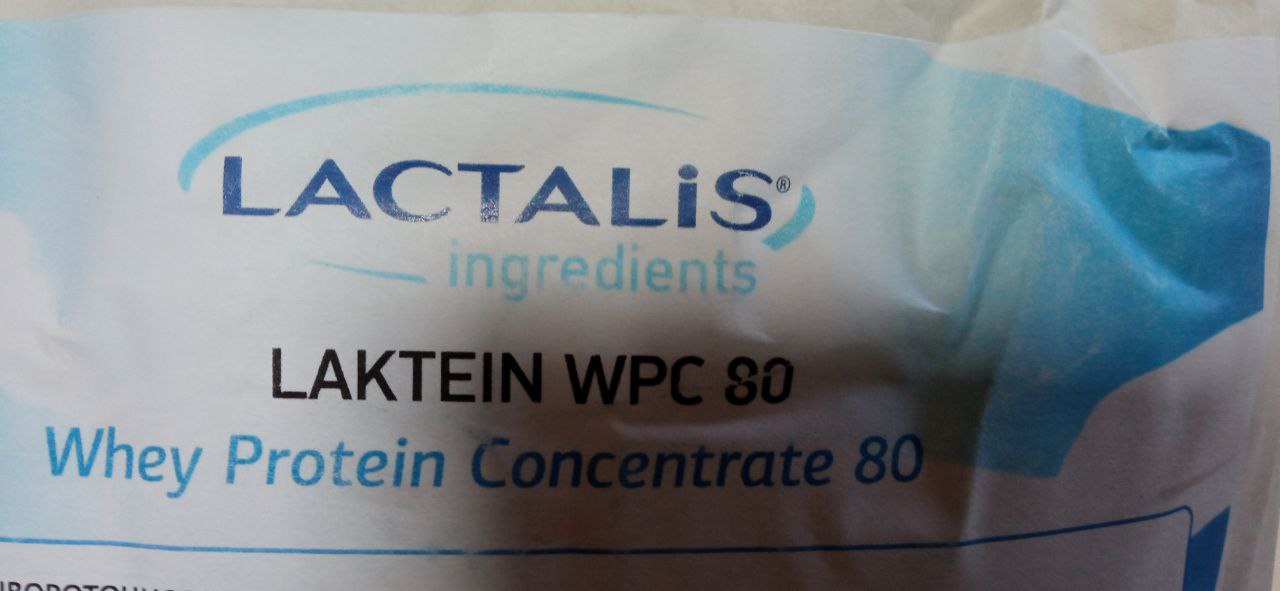 LACTALiS®
ingredients
LAKTEIN WPC 80
Whey Protein Concentrate 80